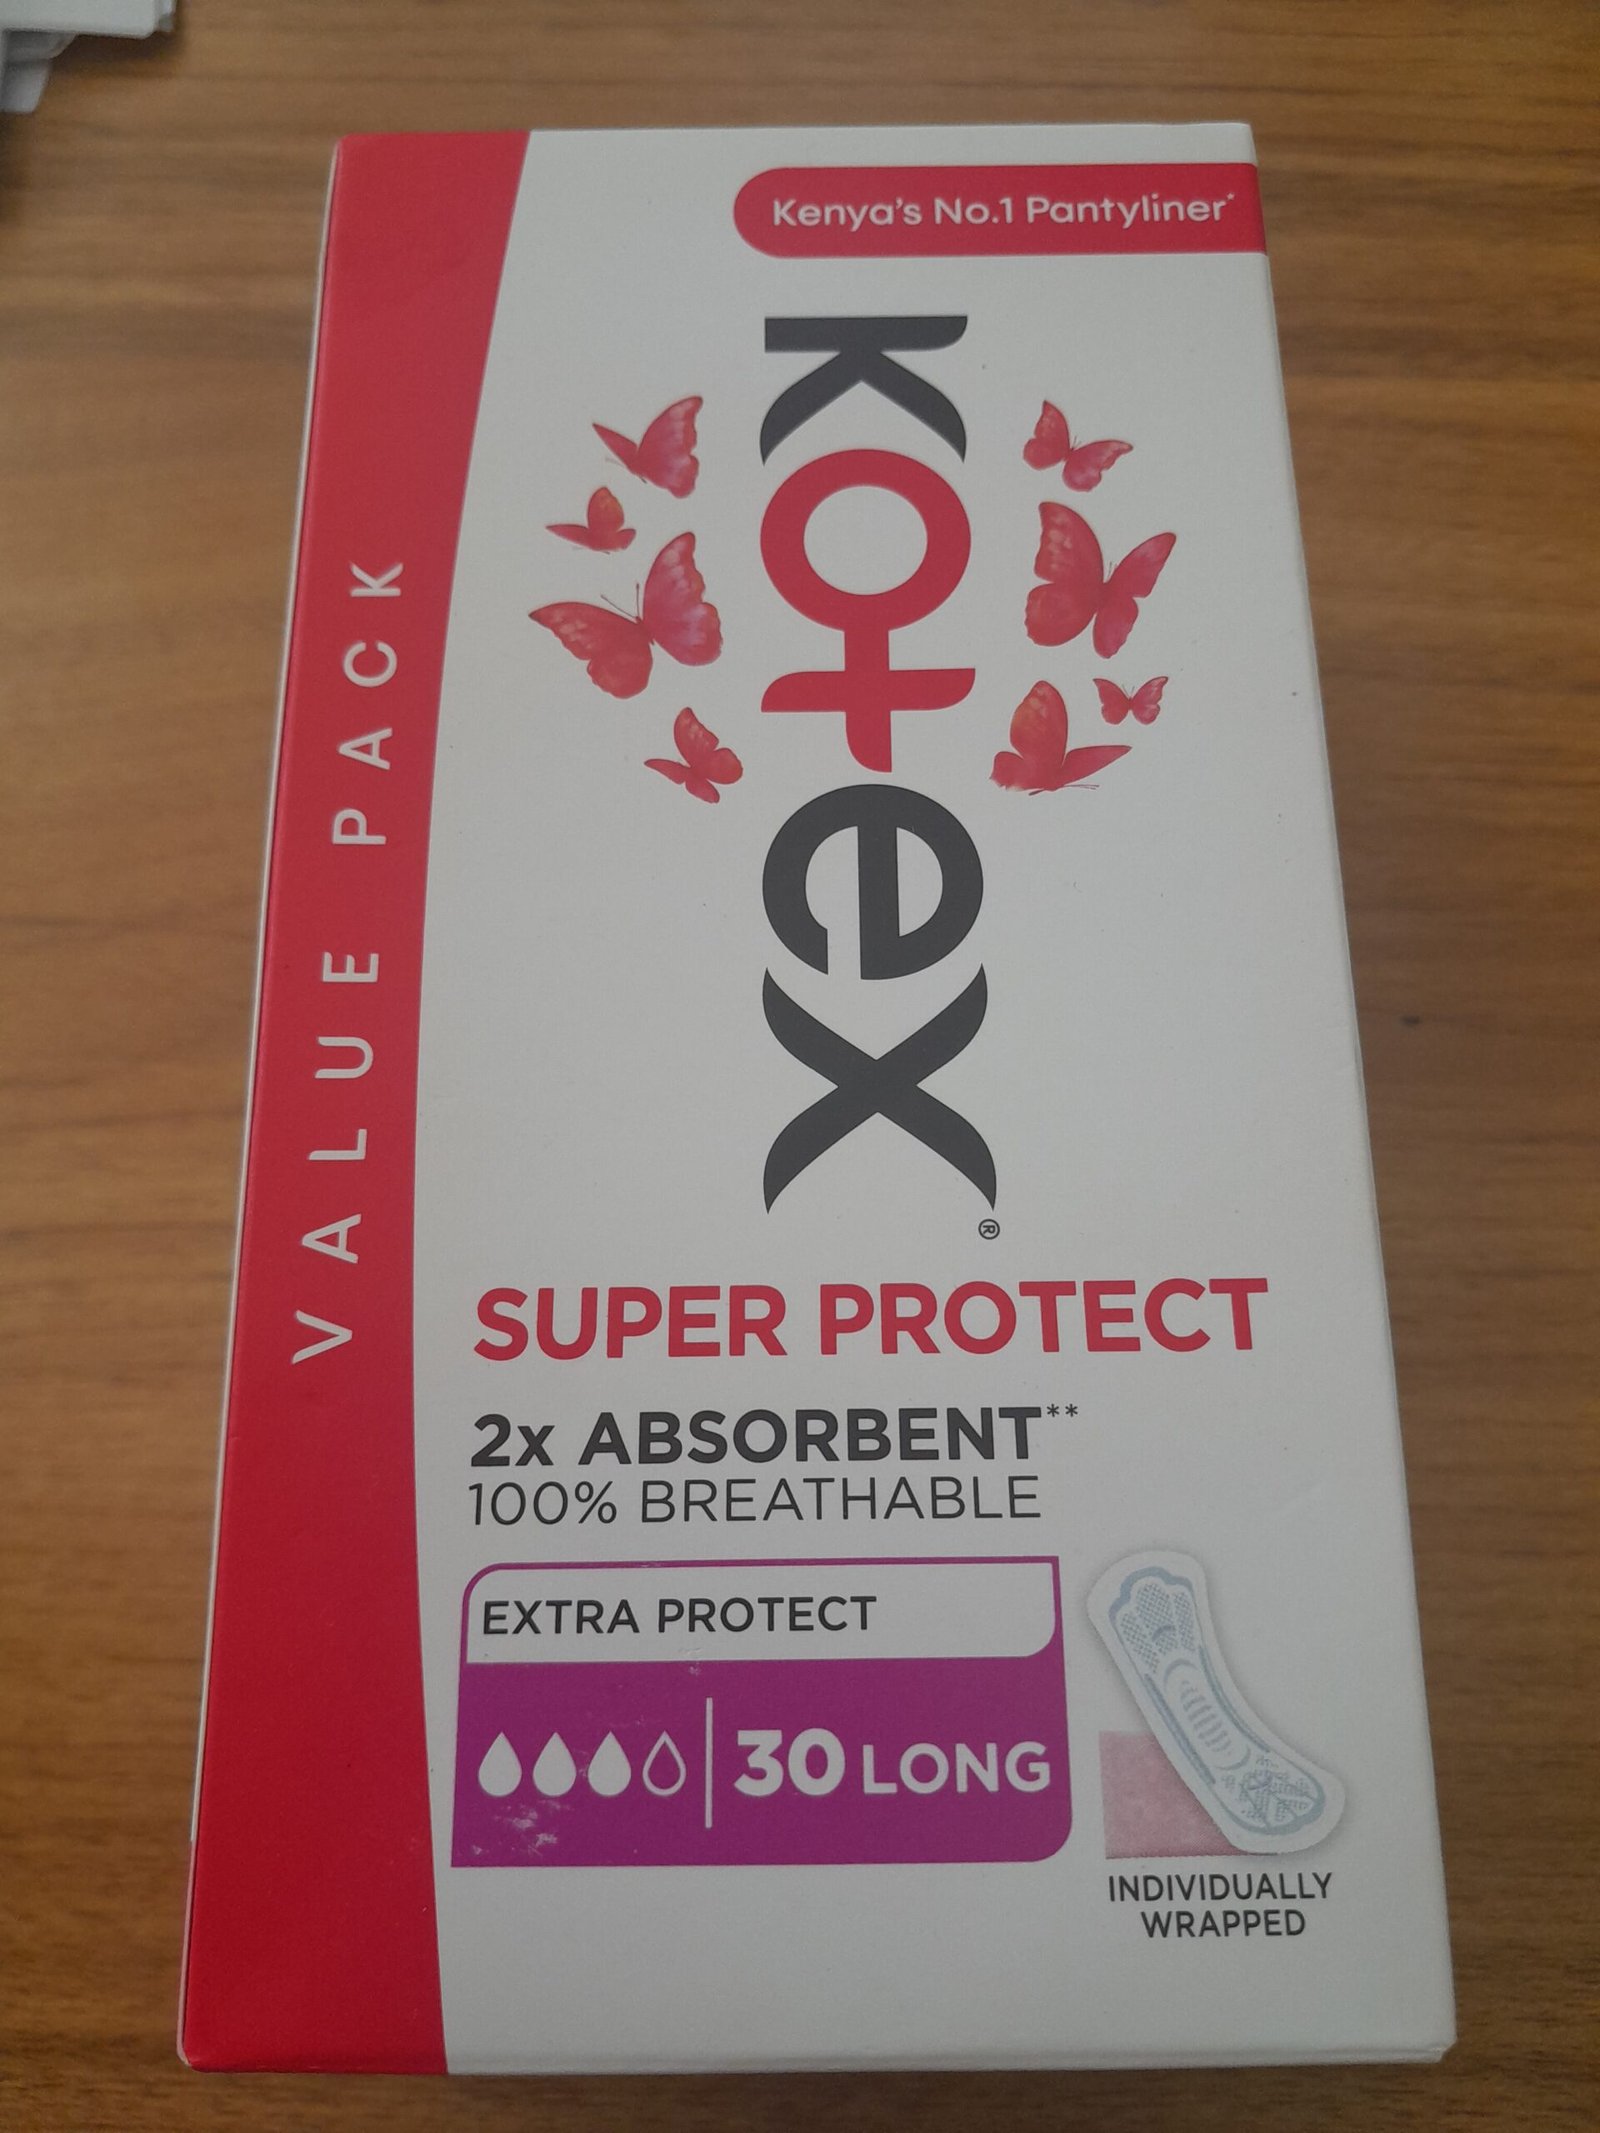 Kenya's No.1 Pantyliner*
VALUE PACK
Kotex®
SUPER PROTECT
2x ABSORBENT**
100% BREATHABLE
EXTRA PROTECT
30 LONG
INDIVIDUALLY
WRAPPED